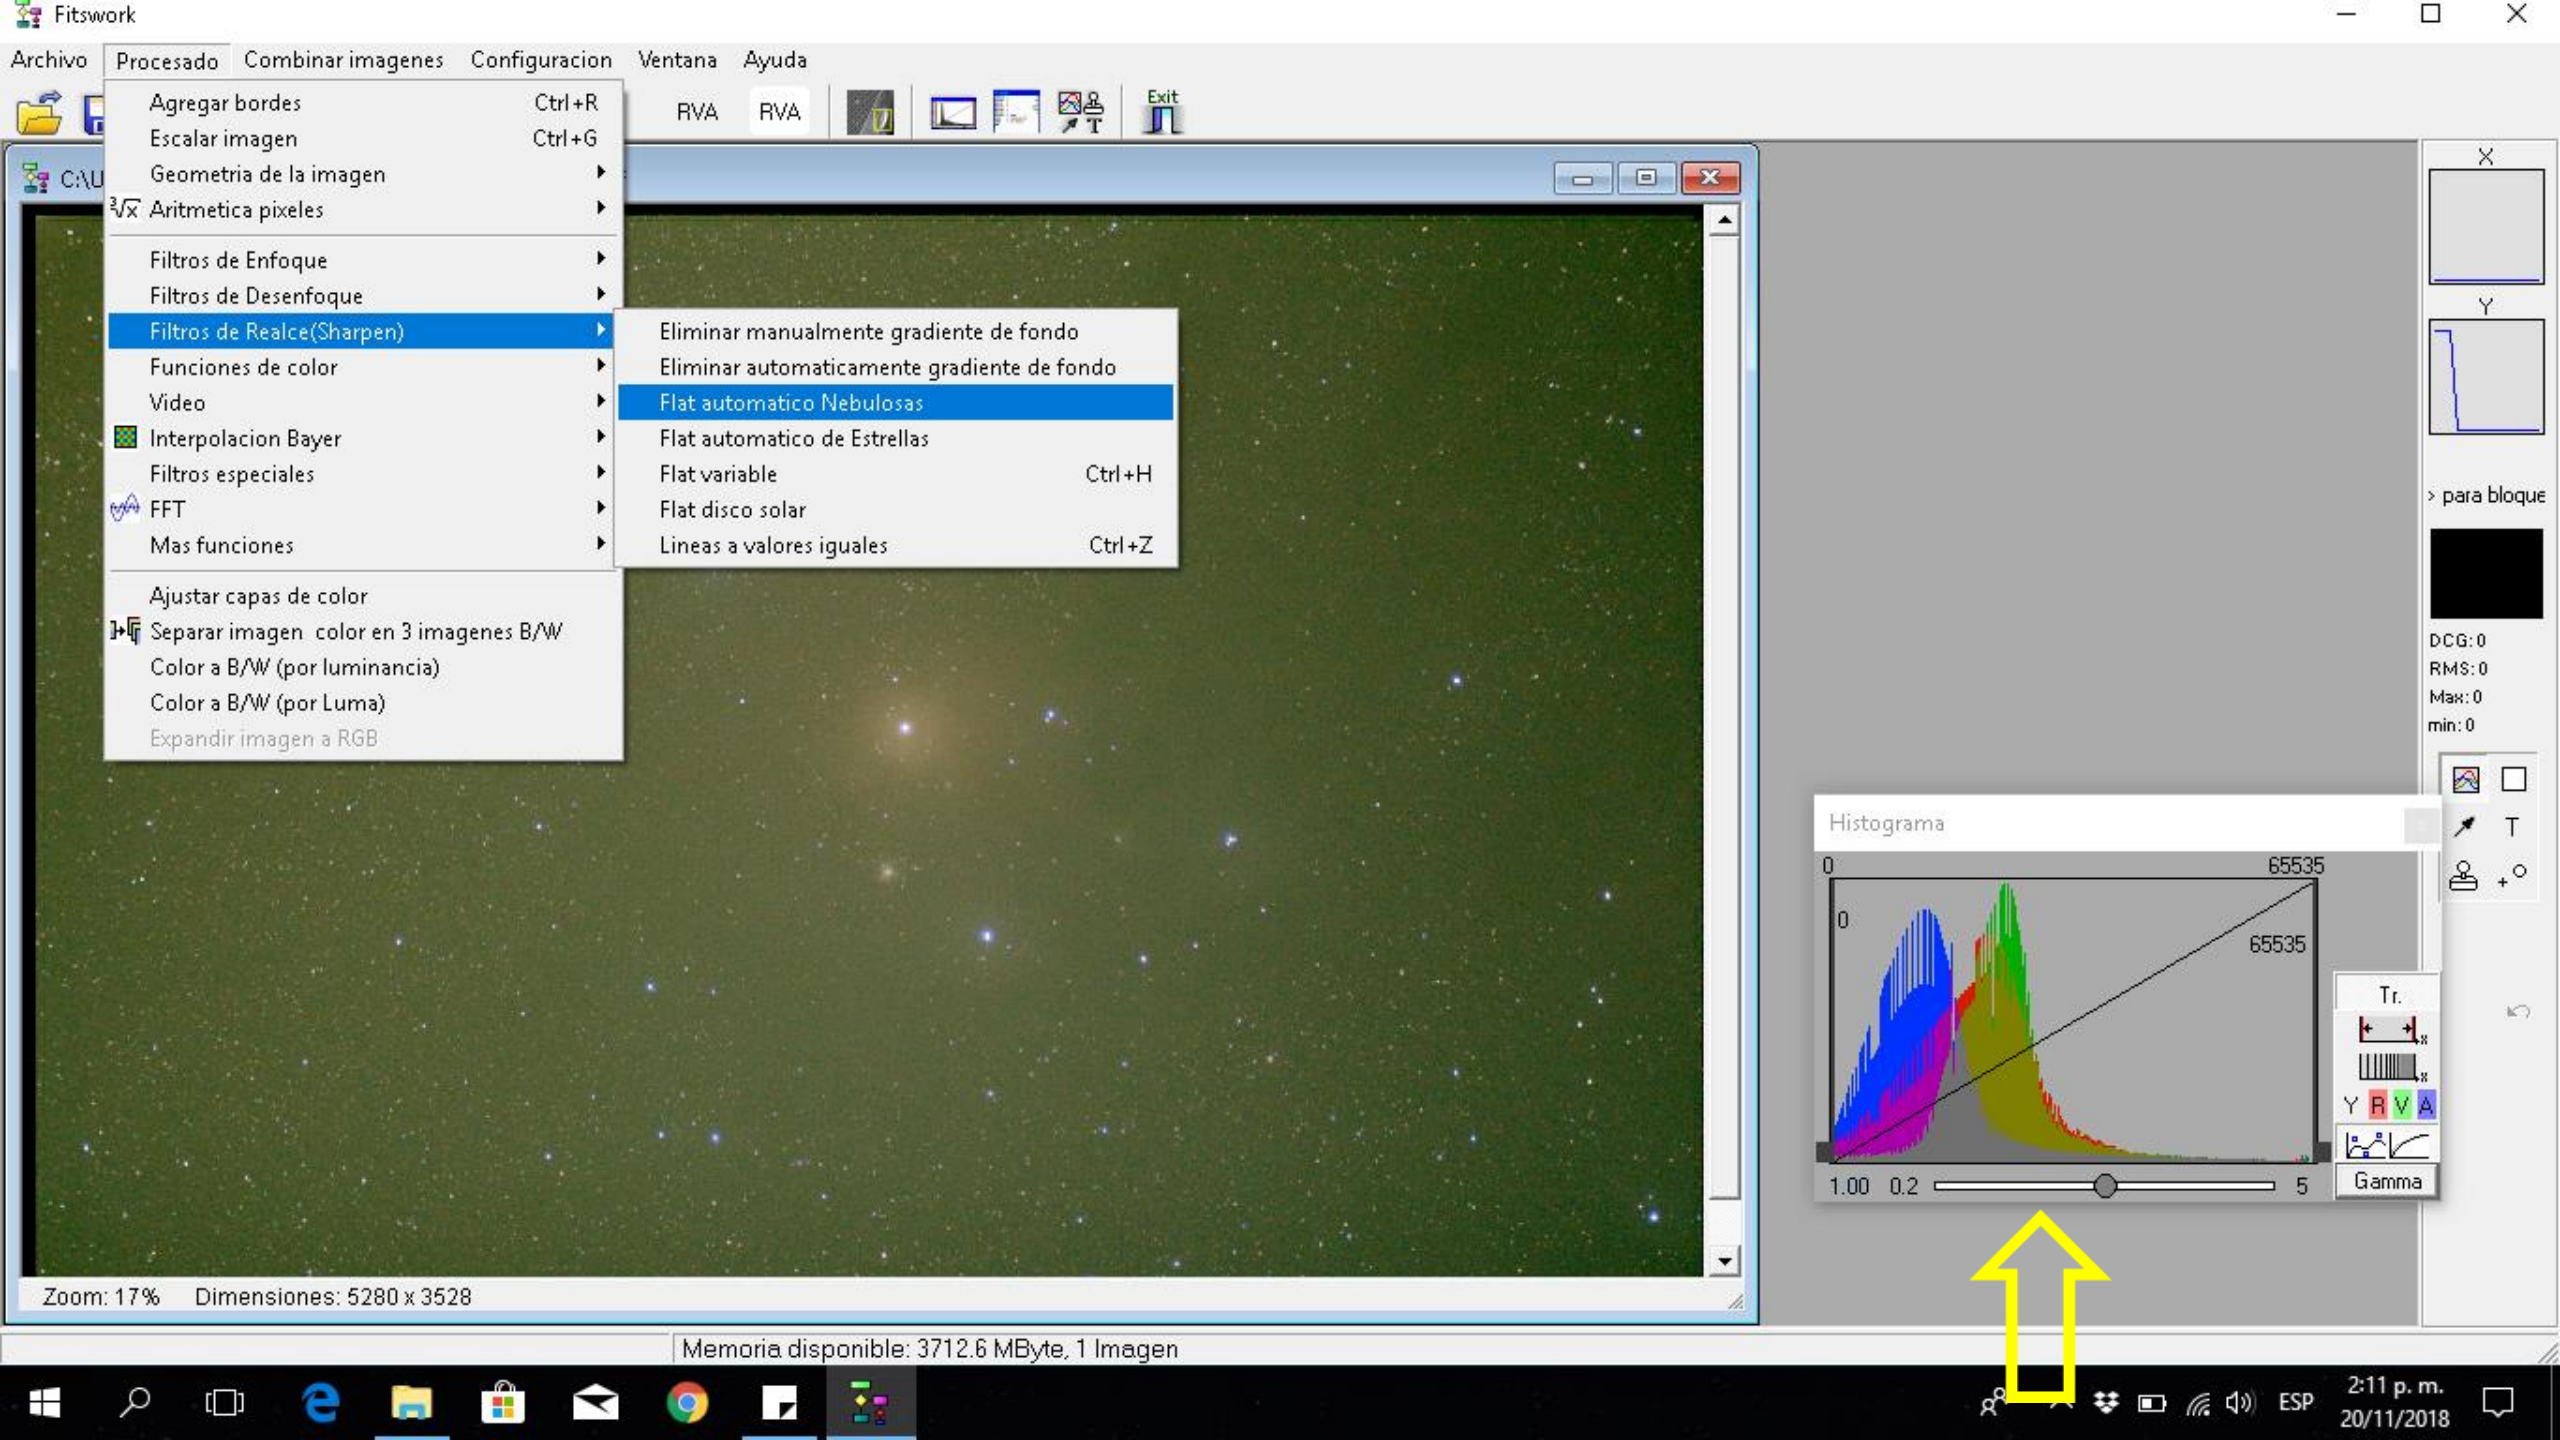 Fitswork
Archivo Procesado Combinar imagenes Configuracion Ventana Ayuda
RVA RVA Exit
T
Agregar bordes Ctrl+R
Escalar imagen Ctrl+G
Geometria de la imagen
∛x Aritmetica pixeles
Filtros de Enfoque
Filtros de Desenfoque
Filtros de Realce(Sharpen)
Funciones de color
Video
Interpolacion Bayer
Filtros especiales
FFT
Mas funciones
Ajustar capas de color
Separar imagen color en 3 imagenes B/W
Color a B/W (por luminancia)
Color a B/W (por Luma)
Expandir imagen a RGB
C:\U
Eliminar manualmente gradiente de fondo
Eliminar automaticamente gradiente de fondo
Flat automatico Nebulosas
Flat automatico de Estrellas
Flat variable Ctrl+H
Flat disco solar
Lineas a valores iguales Ctrl+Z
X
Y
> para bloque
DCG:0
RMS:0
Max:0
min:0
T
Histograma
0 65535
0
65535
Tr.
x
x
Y R V A
1.00 0.2 5 Gamma
Zoom: 17% Dimensiones: 5280 x 3528
Memoria disponible: 3712.6 MByte, 1 Imagen
ESP
2:11 p. m.
20/11/2018